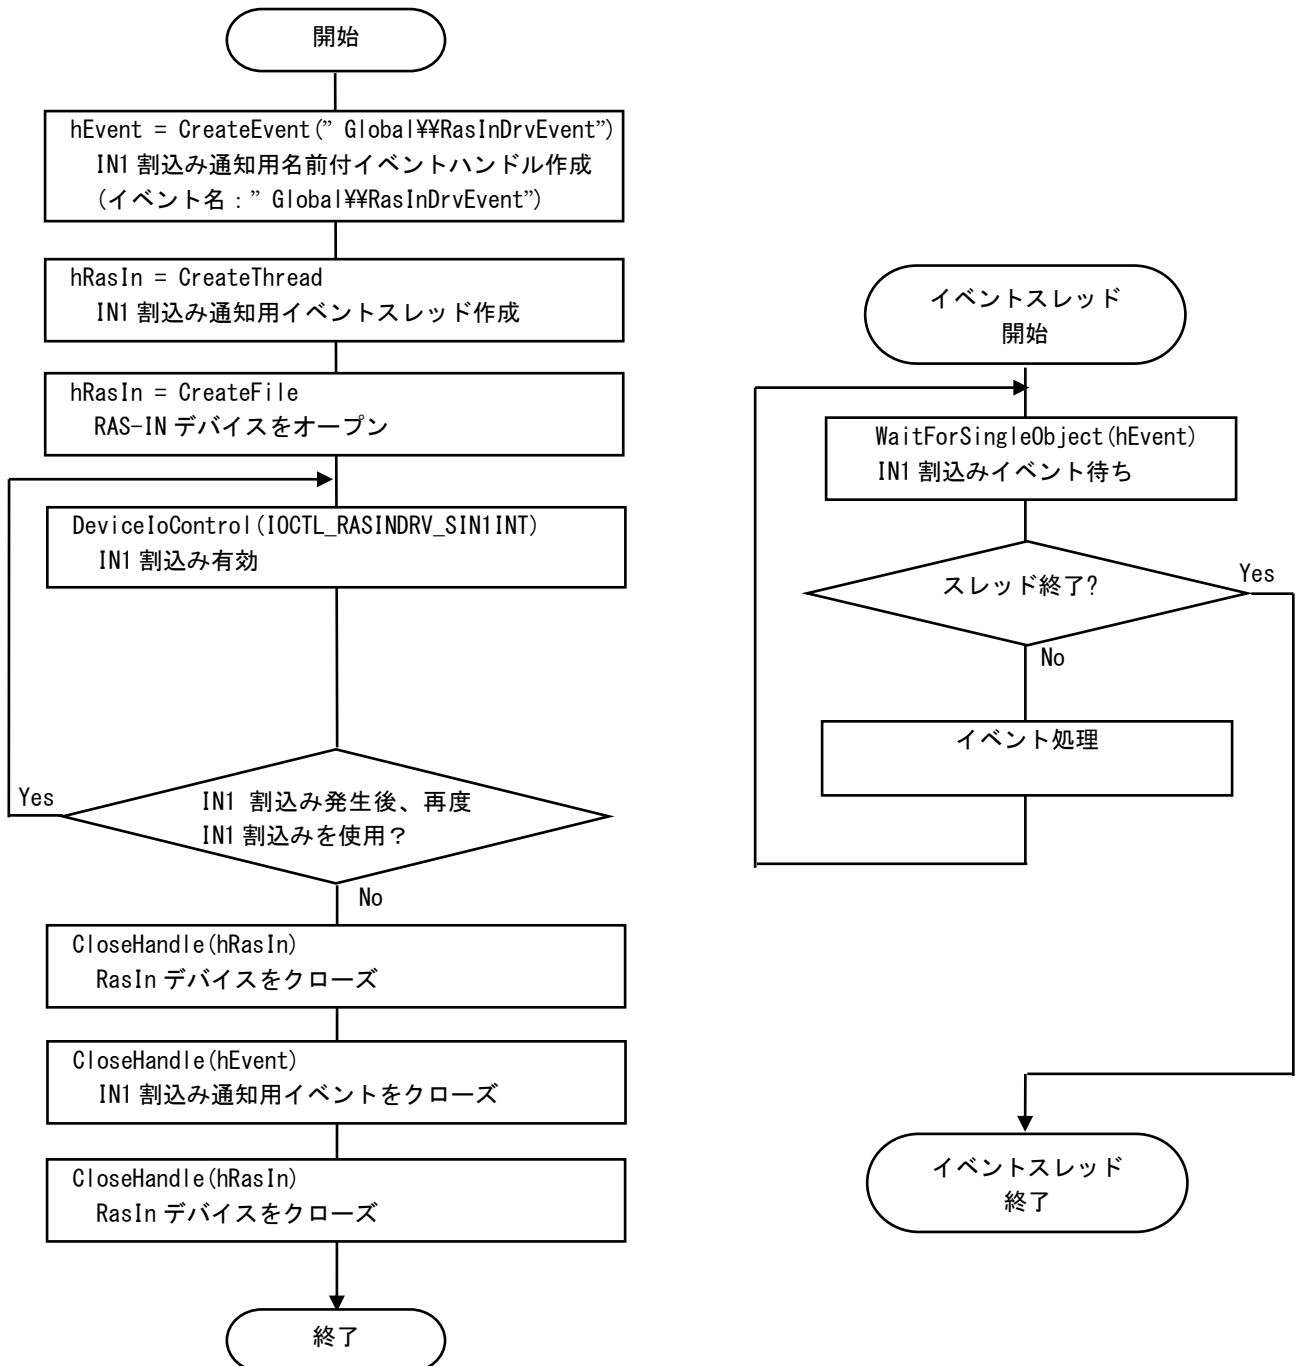 開始
hEvent = CreateEvent(” Global¥¥RasInDrvEvent”)
IN1 割込み通知用名前付イベントハンドル作成
(イベント名：” Global¥¥RasInDrvEvent”)
hRasIn = CreateThread
IN1 割込み通知用イベントスレッド作成
hRasIn = CreateFile
RAS-IN デバイスをオープン
DeviceIoControl(IOCTL_RASINDRV_SIN1INT)
IN1 割込み有効
Yes
IN1 割込み発生後、再度
IN1 割込みを使用？
No
CloseHandle(hRasIn)
RasIn デバイスをクローズ
CloseHandle(hEvent)
IN1 割込み通知用イベントをクローズ
CloseHandle(hRasIn)
RasIn デバイスをクローズ
終了
イベントスレッド
開始
WaitForSingleObject(hEvent)
IN1 割込みイベント待ち
スレッド終了?
Yes
No
イベント処理
イベントスレッド
終了